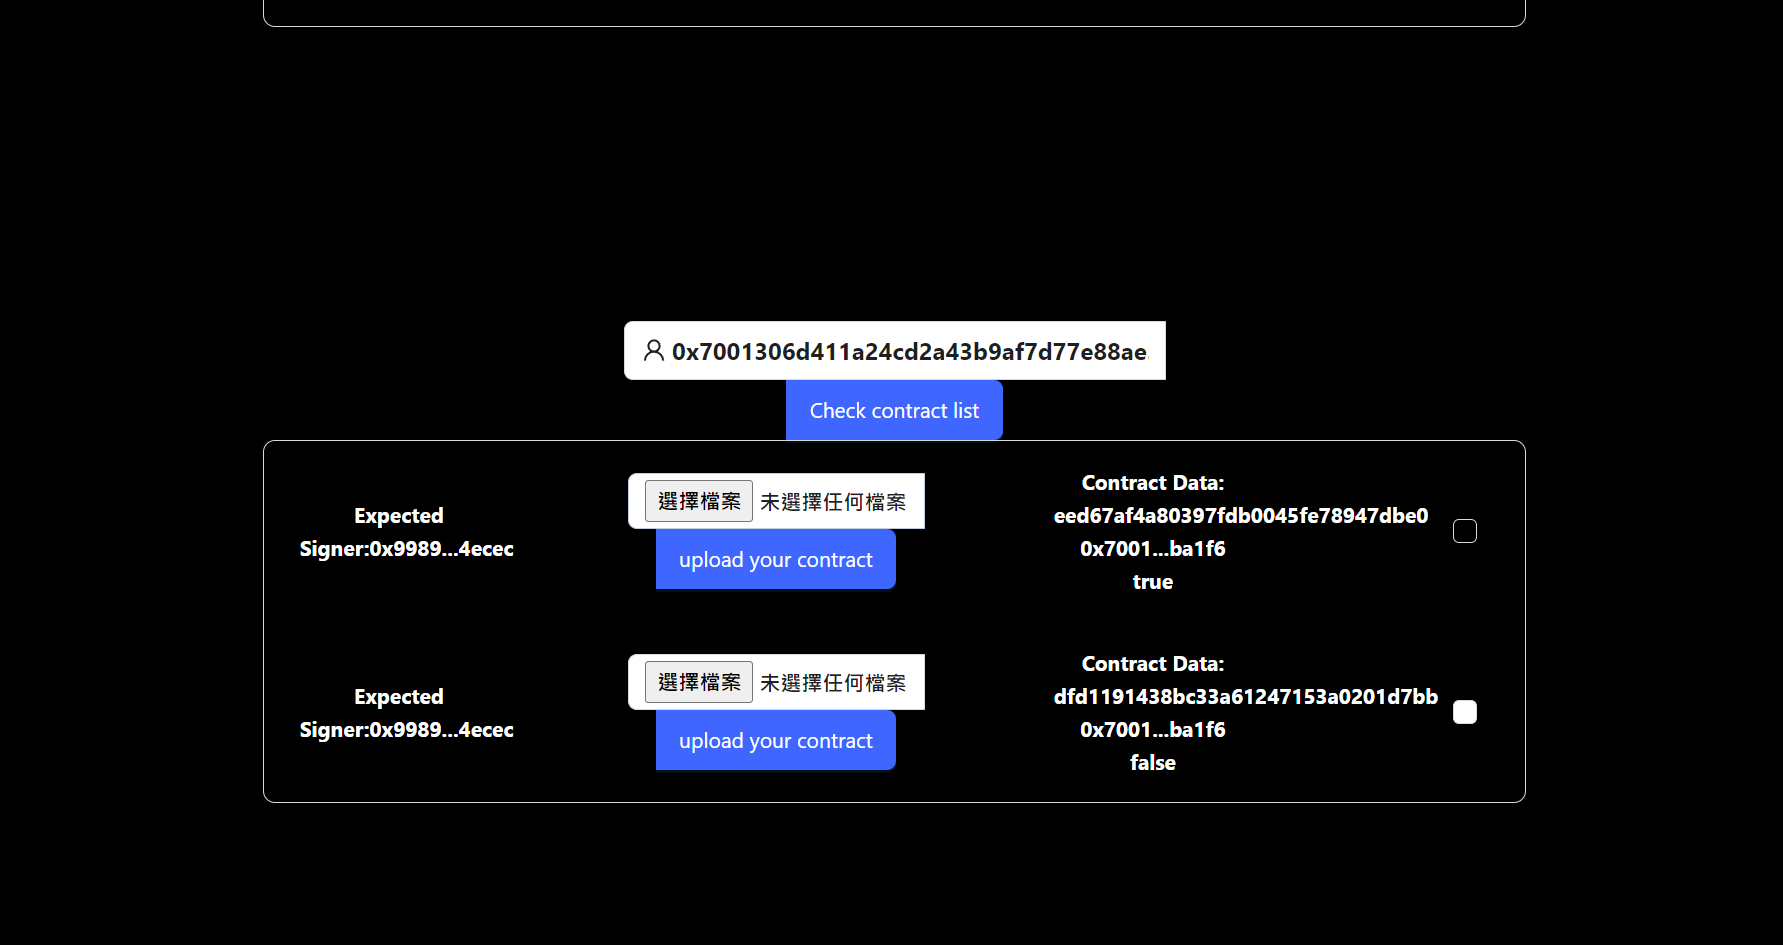 0x7001306d411a24cd2a43b9af7d77e88ae
Check contract list
Expected
Signer:0x9989...4ecec
選擇檔案 未選擇任何檔案
upload your contract
Contract Data:
eed67af4a80397fdb0045fe78947dbe0
0x7001...ba1f6
true
Expected
Signer:0x9989...4ecec
選擇檔案 未選擇任何檔案
upload your contract
Contract Data:
dfd1191438bc33a61247153a0201d7bb
0x7001...ba1f6
false